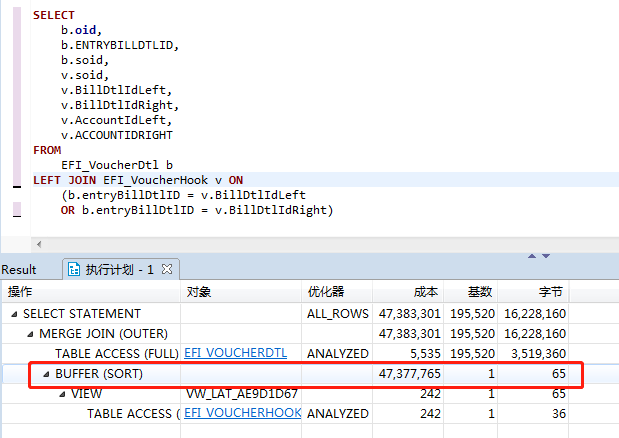 SELECT
b.oid,
b.ENTRYBILLDTLID,
b.soid,
v.soid,
v.BillDtlIdLeft,
v.BillDtlIdRight,
v.AccountIdLeft,
v.ACCOUNTIDRIGHT
FROM
EFI_VoucherDtl b
LEFT JOIN EFI_VoucherHook v ON
(b.entryBillDtlID = v.BillDtlIdLeft
OR b.entryBillDtlID = v.BillDtlIdRight)
Result 执行计划 - 1
操作 对象 优化器 成本 基数 字节
SELECT STATEMENT ALL_ROWS 47,383,301 195,520 16,228,160
MERGE JOIN (OUTER) 47,383,301 195,520 16,228,160
TABLE ACCESS (FULL) EFI_VOUCHERDTL ANALYZED 5,535 195,520 3,519,360
BUFFER (SORT) 47,377,765 1 65
VIEW VW_LAT_AE9D1D67 242 1 65
TABLE ACCESS ( EFI_VOUCHERHOOK ANALYZED 242 1 36